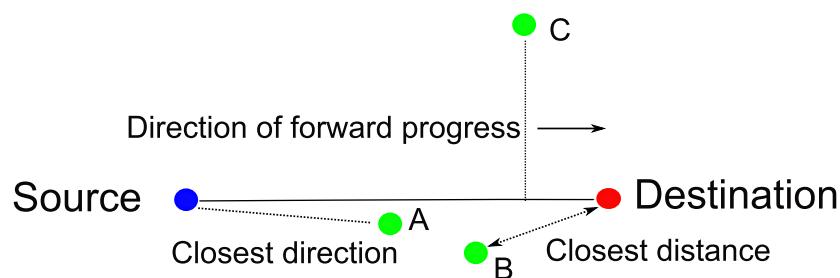 C
Direction of forward progress
Source
Destination
A
Closest direction
Closest distance
B